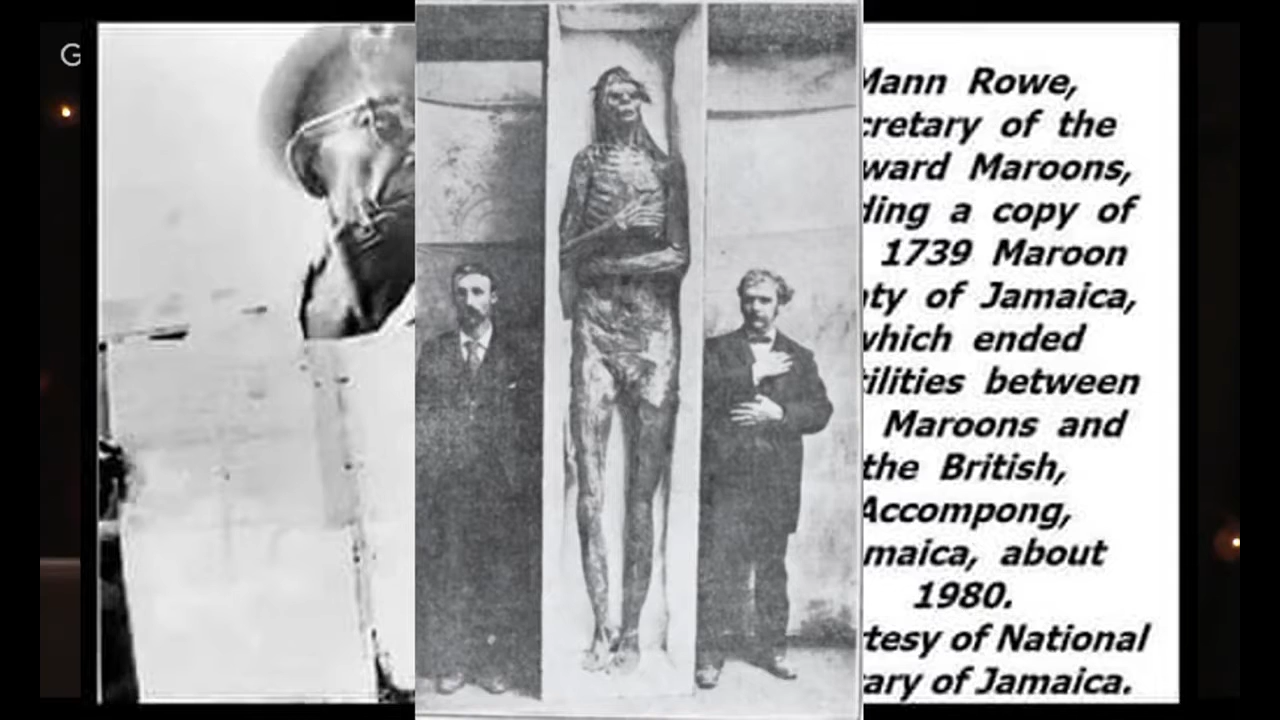 G
Mann Rowe,
cretary of the
ward Maroons,
ding a copy of
1739 Maroon
aty of Jamaica,
which ended
tilities between
Maroons and
the British,
Accompong,
maica, about
1980.
tesy of National
ary of Jamaica.